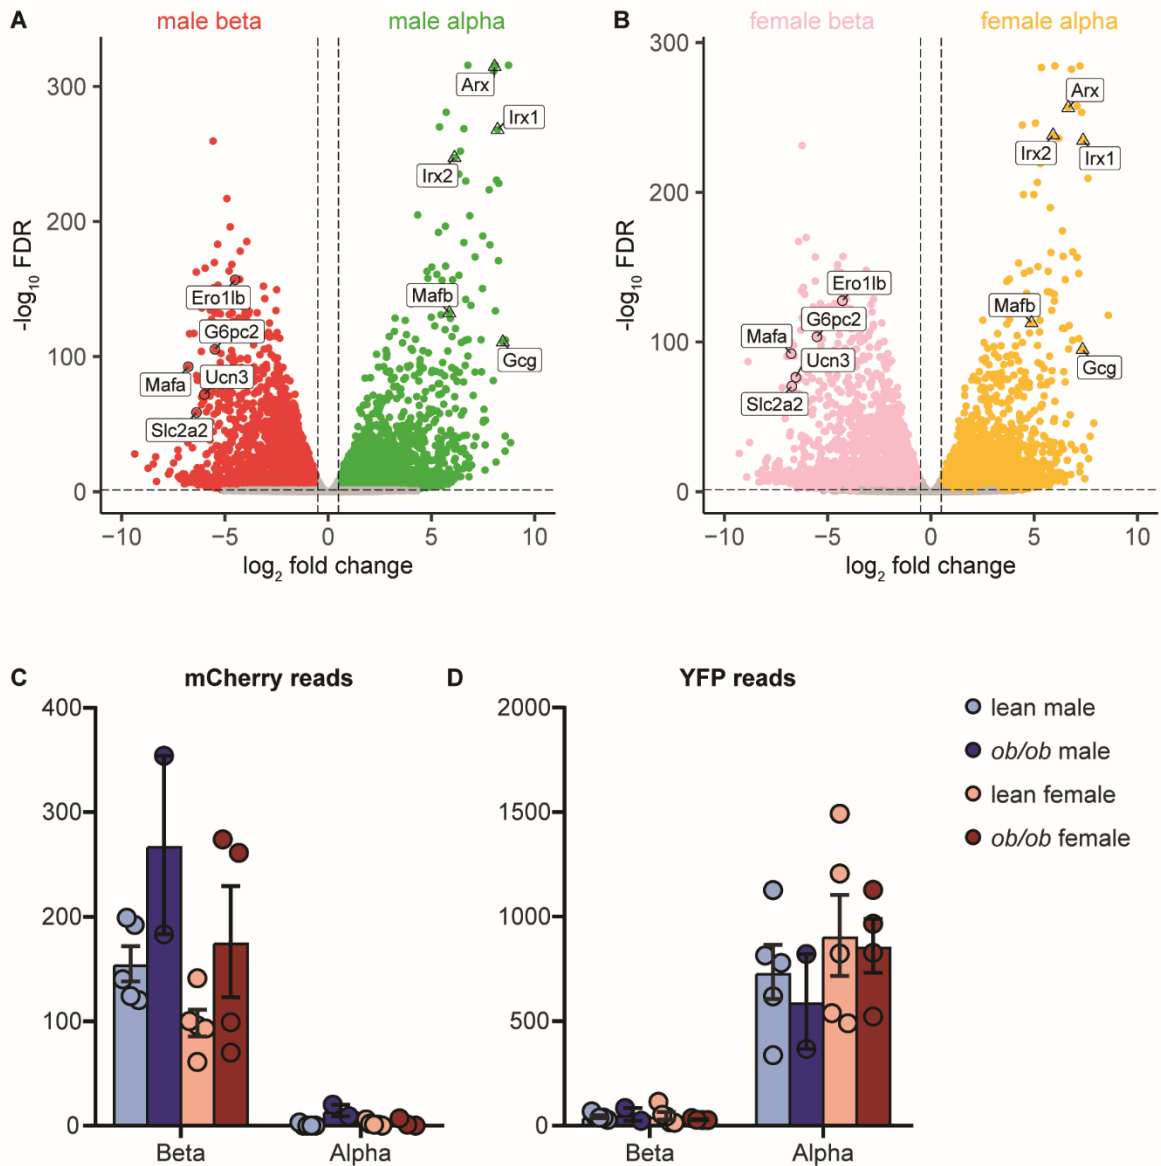 A
male beta
male alpha
300
200
100
0
-log10 FDR
Arx
Irx1
Irx2
Mafb
Gcg
Ero1lb
G6pc2
Mafa
Ucn3
Slc2a2
−10
−5
0
5
10
log2 fold change
B
female beta
female alpha
300
200
100
0
-log10 FDR
Arx
Irx2
Irx1
Mafb
Gcg
Ero1lb
G6pc2
Mafa
Ucn3
Slc2a2
−10
−5
0
5
10
log2 fold change
C
mCherry reads
400
300
200
100
0
Beta
Alpha
D
YFP reads
2000
1500
1000
500
0
Beta
Alpha
lean male
ob/ob male
lean female
ob/ob female